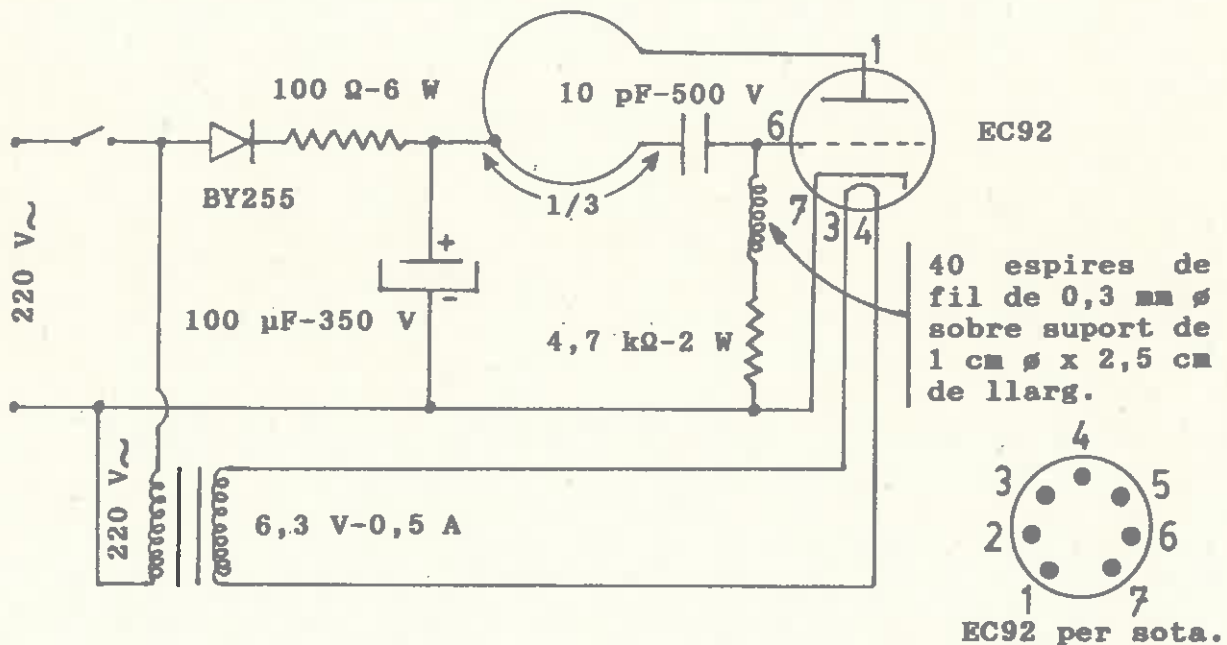 1
100 Ω-6 W
10 pF-500 V
6
EC92
BY255
1/3
7
3
4
220 V~
+
-
100 µF-350 V
4,7 kΩ-2 W
40 espires de
fil de 0,3 mm ø
sobre suport de
1 cm ø x 2,5 cm
de llarg.
220 V~
6,3 V-0,5 A
4
3
5
2
6
1
7
EC92 per sota.